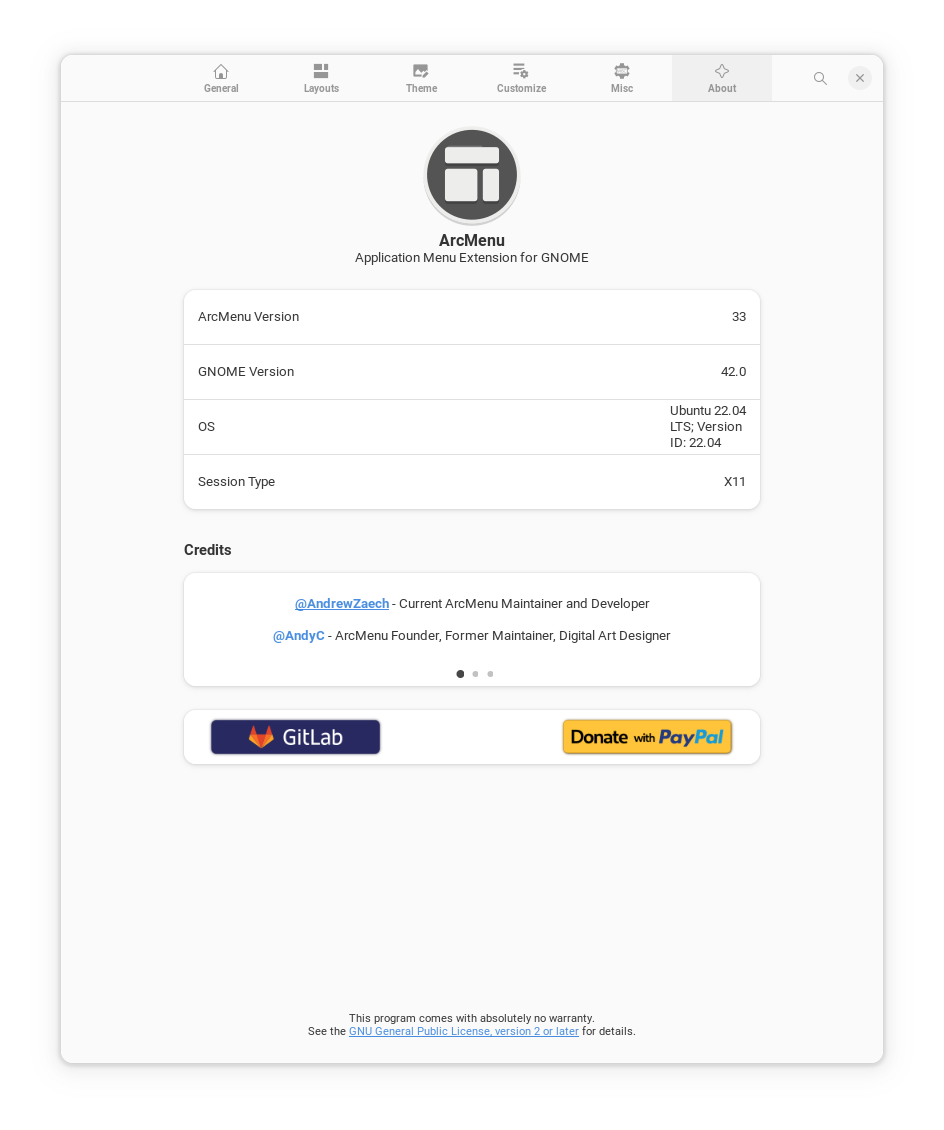 General Layouts Theme Customize Misc About
ArcMenu
Application Menu Extension for GNOME
ArcMenu Version 33
GNOME Version 42.0
OS Ubuntu 22.04
LTS; Version
ID: 22.04
Session Type X11
Credits
@AndrewZaech - Current ArcMenu Maintainer and Developer
@AndyC - ArcMenu Founder, Former Maintainer, Digital Art Designer
GitLab Donate with PayPal
This program comes with absolutely no warranty.
See the GNU General Public License, version 2 or later for details.